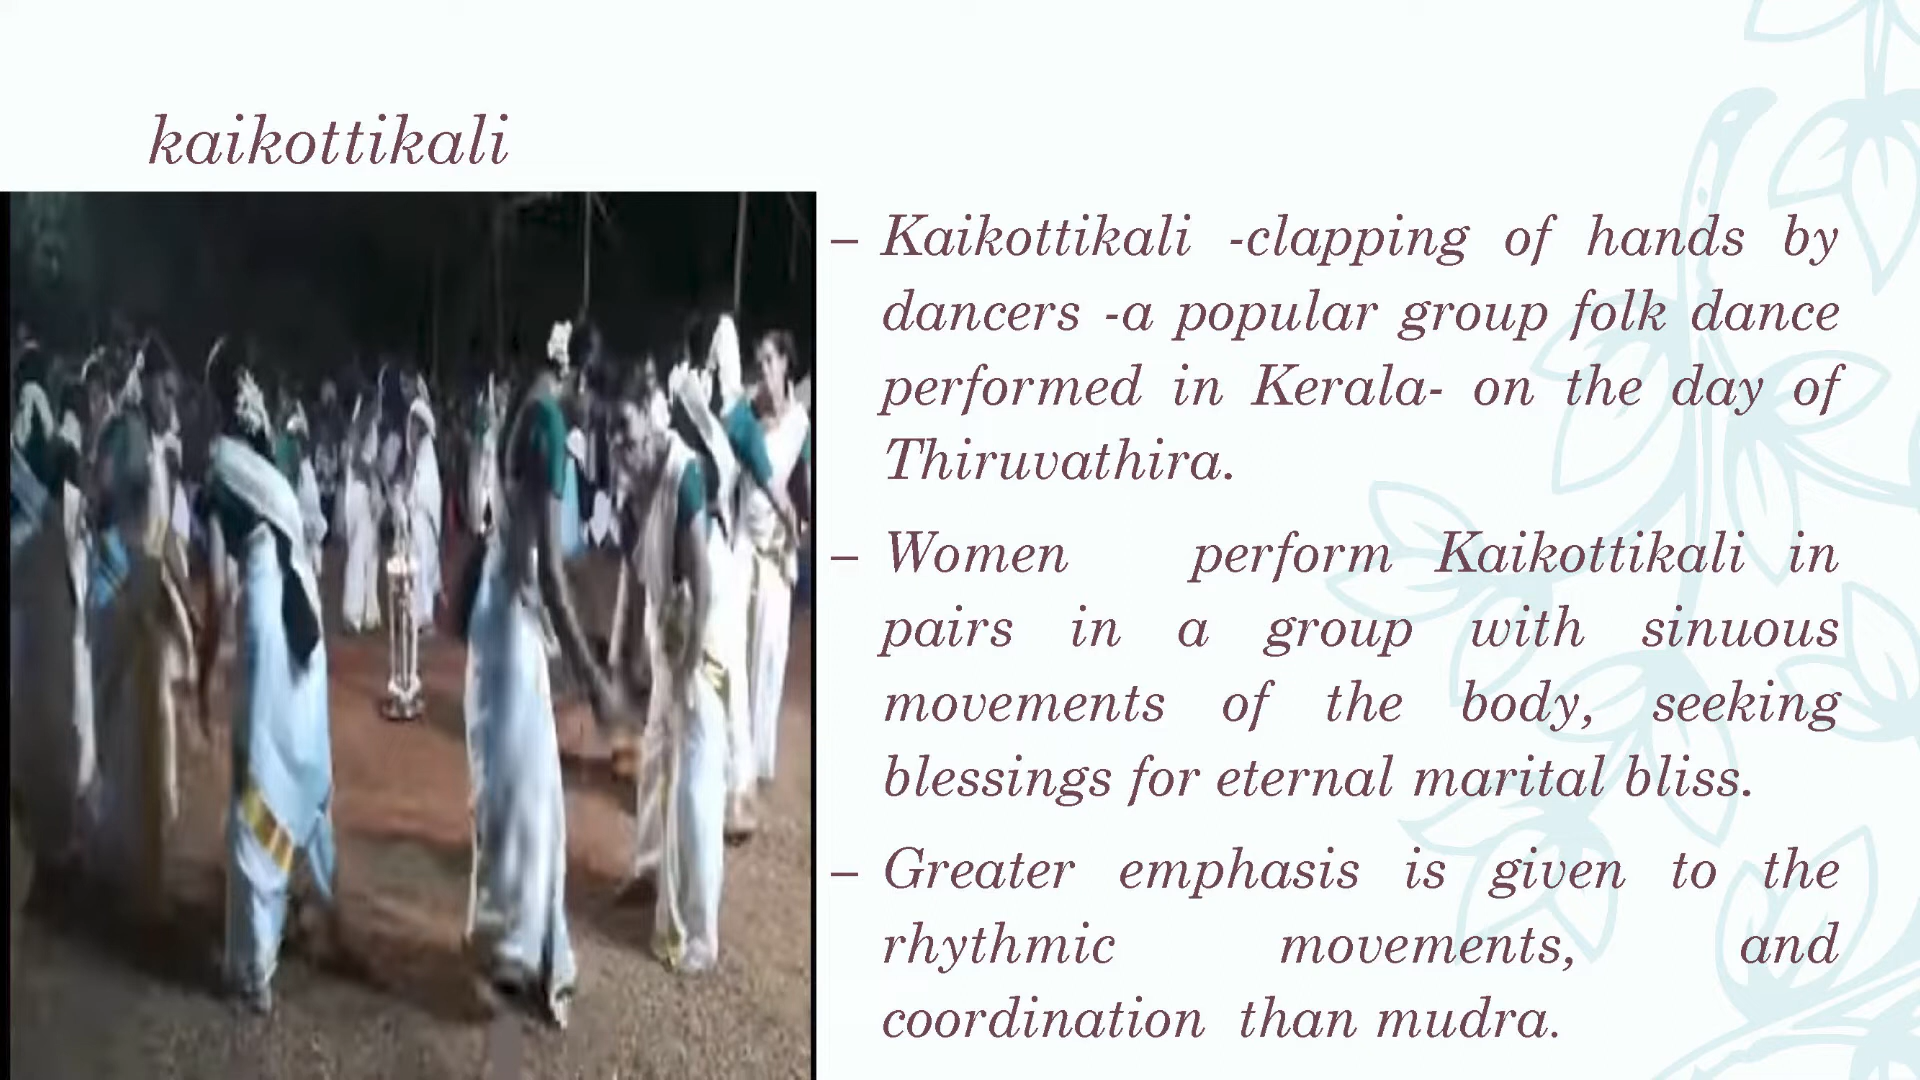 kaikottikali
– Kaikottikali -clapping of hands by
dancers -a popular group folk dance
performed in Kerala- on the day of
Thiruvathira.
– Women perform Kaikottikali in
pairs in a group with sinuous
movements of the body, seeking
blessings for eternal marital bliss.
– Greater emphasis is given to the
rhythmic movements, and
coordination than mudra.